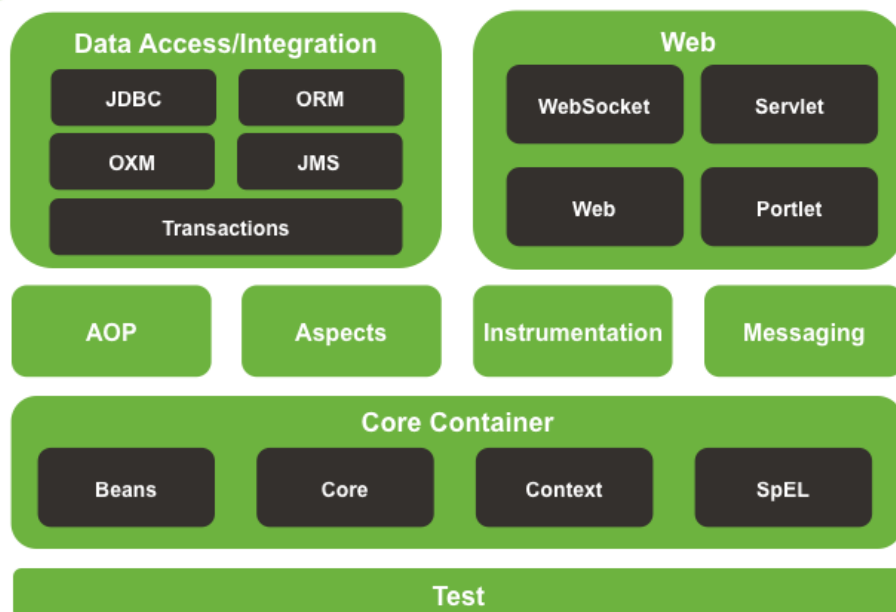 Data Access/Integration
JDBC
ORM
OXM
JMS
Transactions
Web
WebSocket
Servlet
Web
Portlet
AOP
Aspects
Instrumentation
Messaging
Core Container
Beans
Core
Context
SpEL
Test